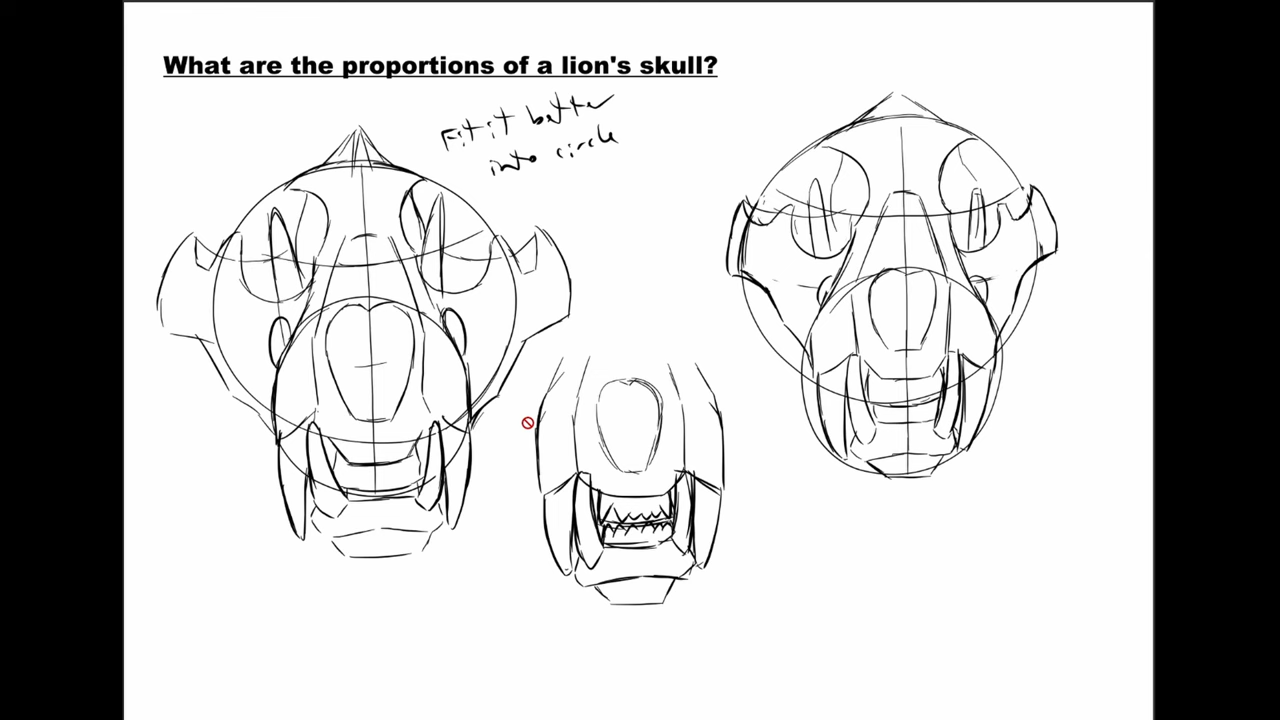 What are the proportions of a lion's skull?
Fit it better
into circle